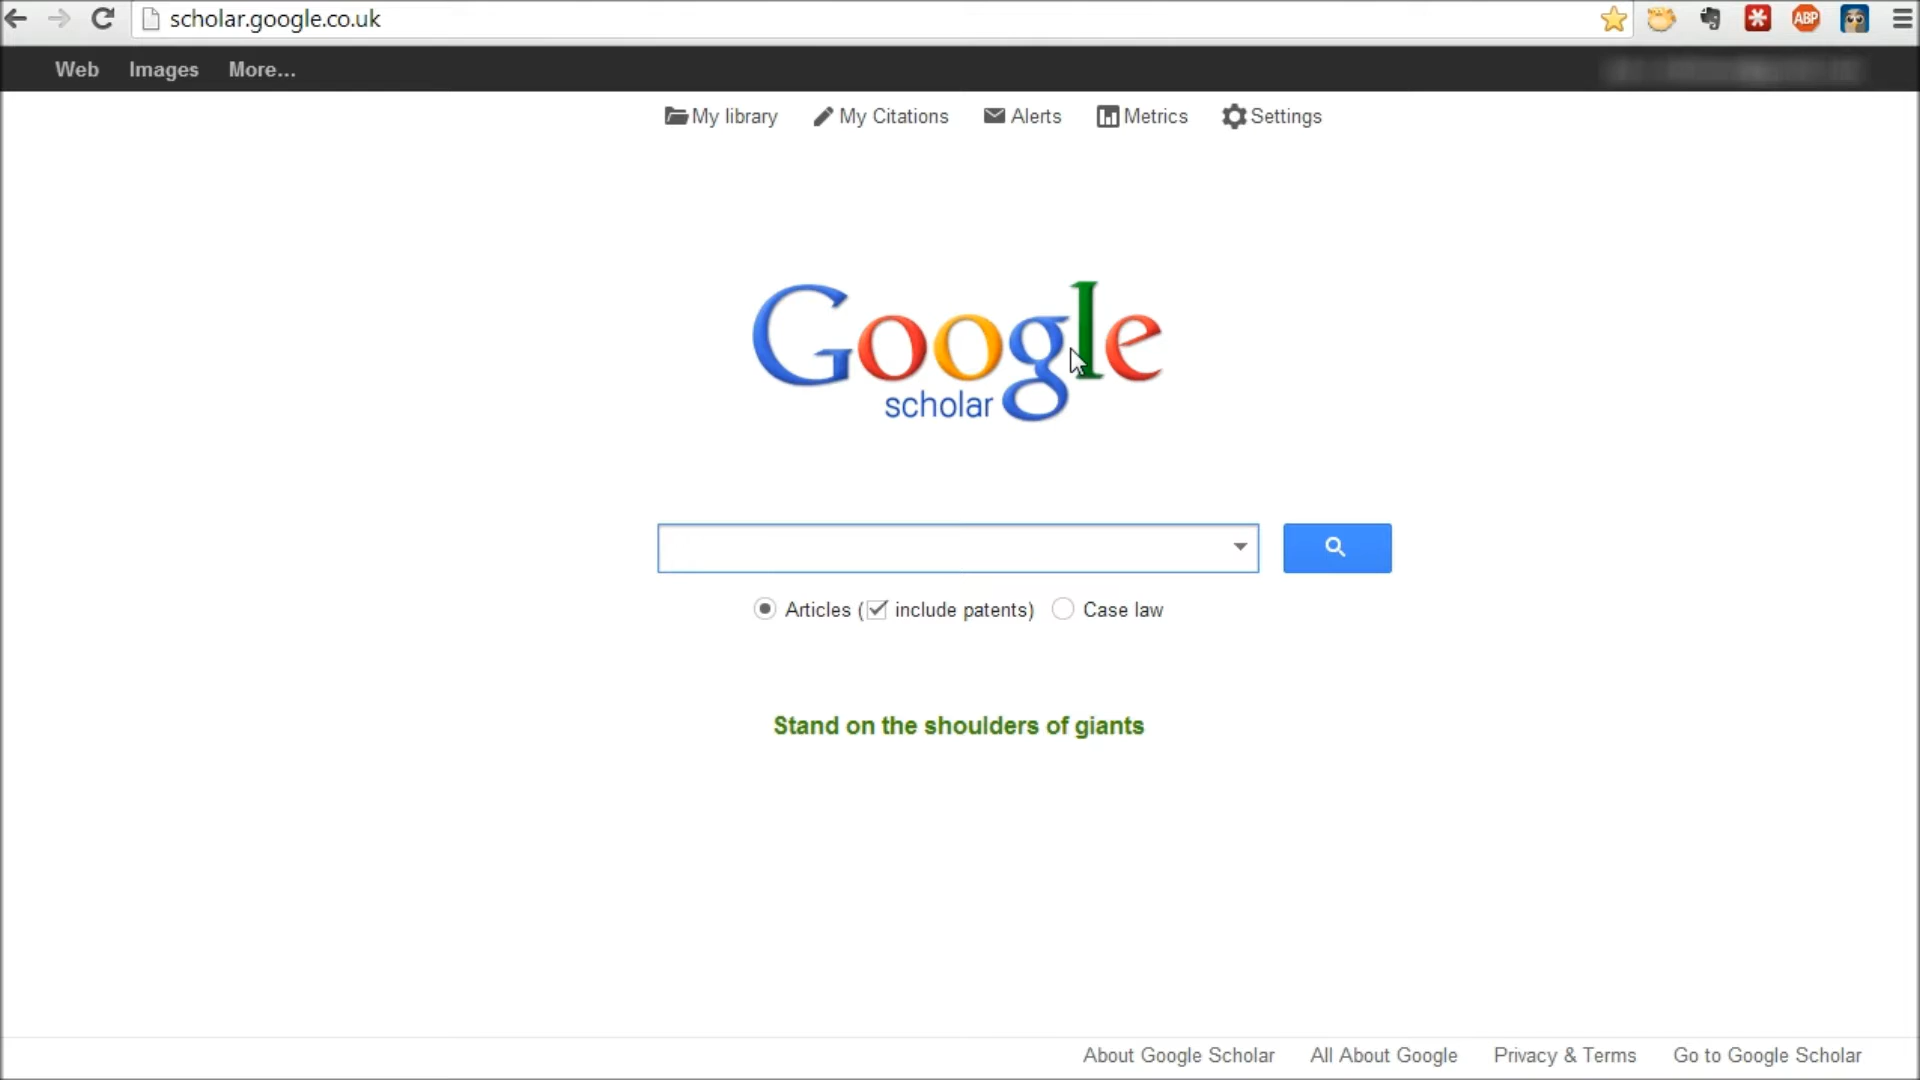 scholar.google.co.uk
ABP
Web Images More...
My library My Citations Alerts Metrics Settings
Google
scholar
Articles ( include patents) Case law
Stand on the shoulders of giants
About Google Scholar All About Google Privacy & Terms Go to Google Scholar